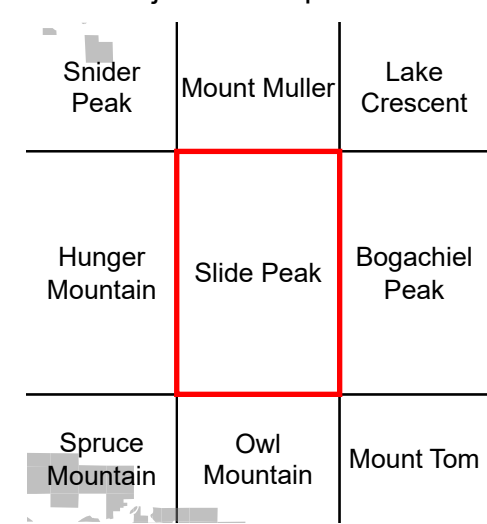 Snider
Peak
Mount Muller
Lake
Crescent
Hunger
Mountain
Slide Peak
Bogachiel
Peak
Spruce
Mountain
Owl
Mountain
Mount Tom